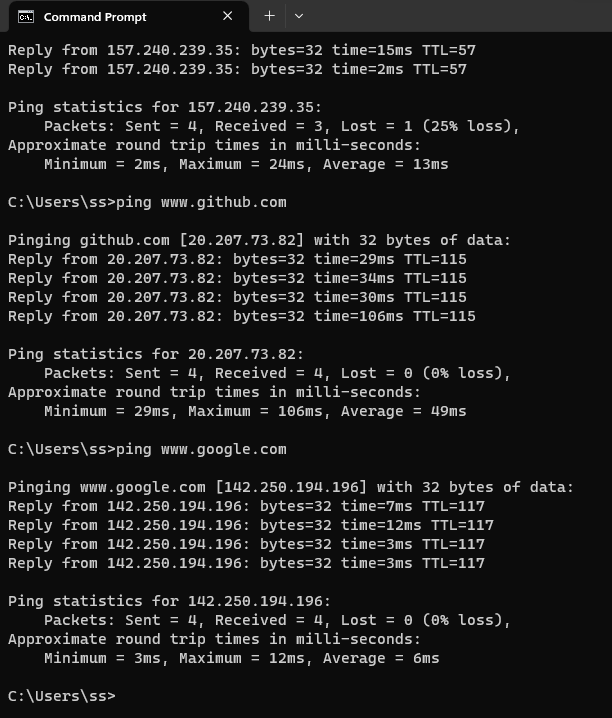 Command Prompt
Reply from 157.240.239.35: bytes=32 time=15ms TTL=57
Reply from 157.240.239.35: bytes=32 time=2ms TTL=57
Ping statistics for 157.240.239.35:
    Packets: Sent = 4, Received = 3, Lost = 1 (25% loss),
Approximate round trip times in milli-seconds:
    Minimum = 2ms, Maximum = 24ms, Average = 13ms
C:\Users\ss>ping www.github.com
Pinging github.com [20.207.73.82] with 32 bytes of data:
Reply from 20.207.73.82: bytes=32 time=29ms TTL=115
Reply from 20.207.73.82: bytes=32 time=34ms TTL=115
Reply from 20.207.73.82: bytes=32 time=30ms TTL=115
Reply from 20.207.73.82: bytes=32 time=106ms TTL=115
Ping statistics for 20.207.73.82:
    Packets: Sent = 4, Received = 4, Lost = 0 (0% loss),
Approximate round trip times in milli-seconds:
    Minimum = 29ms, Maximum = 106ms, Average = 49ms
C:\Users\ss>ping www.google.com
Pinging www.google.com [142.250.194.196] with 32 bytes of data:
Reply from 142.250.194.196: bytes=32 time=7ms TTL=117
Reply from 142.250.194.196: bytes=32 time=12ms TTL=117
Reply from 142.250.194.196: bytes=32 time=3ms TTL=117
Reply from 142.250.194.196: bytes=32 time=3ms TTL=117
Ping statistics for 142.250.194.196:
    Packets: Sent = 4, Received = 4, Lost = 0 (0% loss),
Approximate round trip times in milli-seconds:
    Minimum = 3ms, Maximum = 12ms, Average = 6ms
C:\Users\ss>